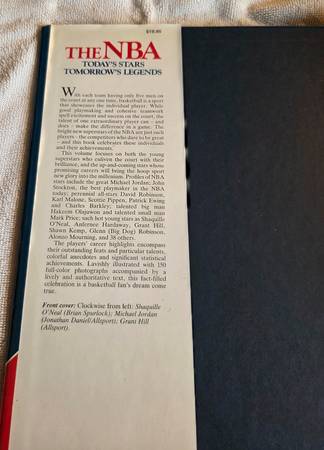 $19.98
THE NBA
TODAY'S STARS
TOMORROW'S LEGENDS
With each team having only five men on
the court at any one time, basketball is a sport
that showcases the individual player. While
good playmaking and cohesive teamwork
spell excitement and success on the court, the
talent of one extraordinary player can – and
does – make the difference in a game. The
bright new superstars of the NBA are just such
players - the competitors who dare to be great
– and this book celebrates these individuals
and their achievements.
This volume focuses on both the young
superstars who enliven the court with their
brilliance, and the up-and-coming stars whose
promising careers will bring the hoop sport
new glory into the millennium. Profiles of NBA
stars include the great Michael Jordan; John
Stockton, the best playmaker in the NBA
today; perennial all-stars David Robinson,
Karl Malone, Scottie Pippen, Patrick Ewing
and Charles Barkley; talented big man
Hakeem Olajuwon and talented small man
Mark Price; such hot young stars as Shaquille
O'Neal, Anfernee Hardaway, Grant Hill,
Shawn Kemp, Glenn (Big Dog) Robinson,
Alonzo Mourning, and 38 others.
The players' career highlights encompass
their outstanding feats and particular talents,
colorful anecdotes and significant statistical
achievements. Lavishly illustrated with 150
full-color photographs accompanied by a
lively and authoritative text, this fact-filled
celebration is a basketball fan's dream come
true.
Front cover: Clockwise from left: Shaquille
O'Neal (Brian Spurlock); Michael Jordan
(Jonathan Daniel/Allsport); Grant Hill
(Allsport).